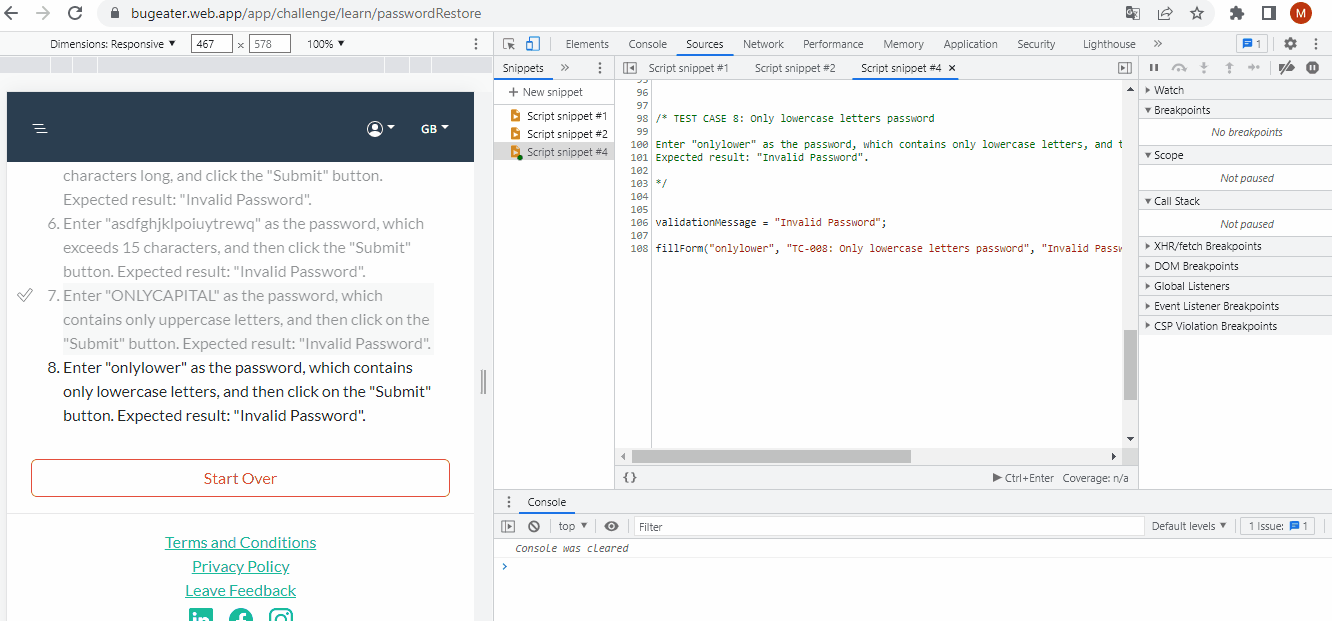 bugeater.web.app/app/challenge/learn/passwordRestore
M
Dimensions: Responsive ▼ 467 × 578 100% ▼
Elements Console Sources Network Performance Memory Application Security Lighthouse » 1
Snippets » Script snippet #1 Script snippet #2 Script snippet #4 ×
+ New snippet
Script snippet #1
Script snippet #2
Script snippet #4
GB
characters long, and click the "Submit" button.
Expected result: "Invalid Password".
6. Enter "asdfghjklpoiuytrewq" as the password, which
exceeds 15 characters, and then click the "Submit"
button. Expected result: "Invalid Password".
7. Enter "ONLYCAPITAL" as the password, which
contains only uppercase letters, and then click on the
"Submit" button. Expected result: "Invalid Password".
8. Enter "onlylower" as the password, which contains
only lowercase letters, and then click on the "Submit"
button. Expected result: "Invalid Password".
Start Over
Terms and Conditions
Privacy Policy
Leave Feedback
96
97
98 /* TEST CASE 8: Only lowercase letters password
99
100 Enter "onlylower" as the password, which contains only lowercase letters, and t
101 Expected result: "Invalid Password".
102
103 */
104
105
106 validationMessage = "Invalid Password";
107
108 fillForm("onlylower", "TC-008: Only lowercase letters password", "Invalid Passw
{} Ctrl+Enter Coverage: n/a
Watch
Breakpoints
No breakpoints
Scope
Not paused
Call Stack
Not paused
XHR/fetch Breakpoints
DOM Breakpoints
Global Listeners
Event Listener Breakpoints
CSP Violation Breakpoints
Console
top ▼ Filter Default levels ▼ 1 Issue: 1
Console was cleared
>